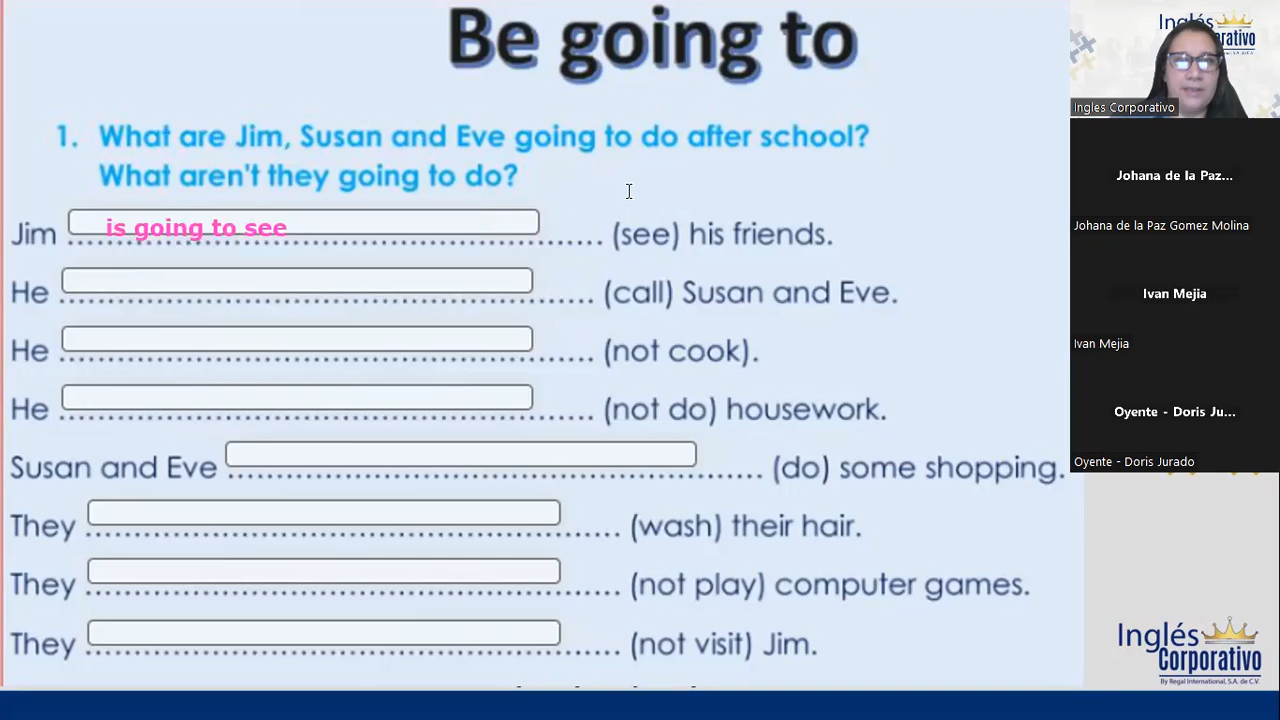 Be going to
1. What are Jim, Susan and Eve going to do after school?
What aren't they going to do?
Jim is going to see (see) his friends.
He (call) Susan and Eve.
He (not cook).
He (not do) housework.
Susan and Eve (do) some shopping.
They (wash) their hair.
They (not play) computer games.
They (not visit) Jim.
Inglés
Ingles Corporativo
Johana de la Paz...
Johana de la Paz Gomez Molina
Ivan Mejia
Ivan Mejia
Oyente - Doris Ju...
Oyente - Doris Jurado
Inglés
Corporativo
By Regal International, S.A. de C.V.